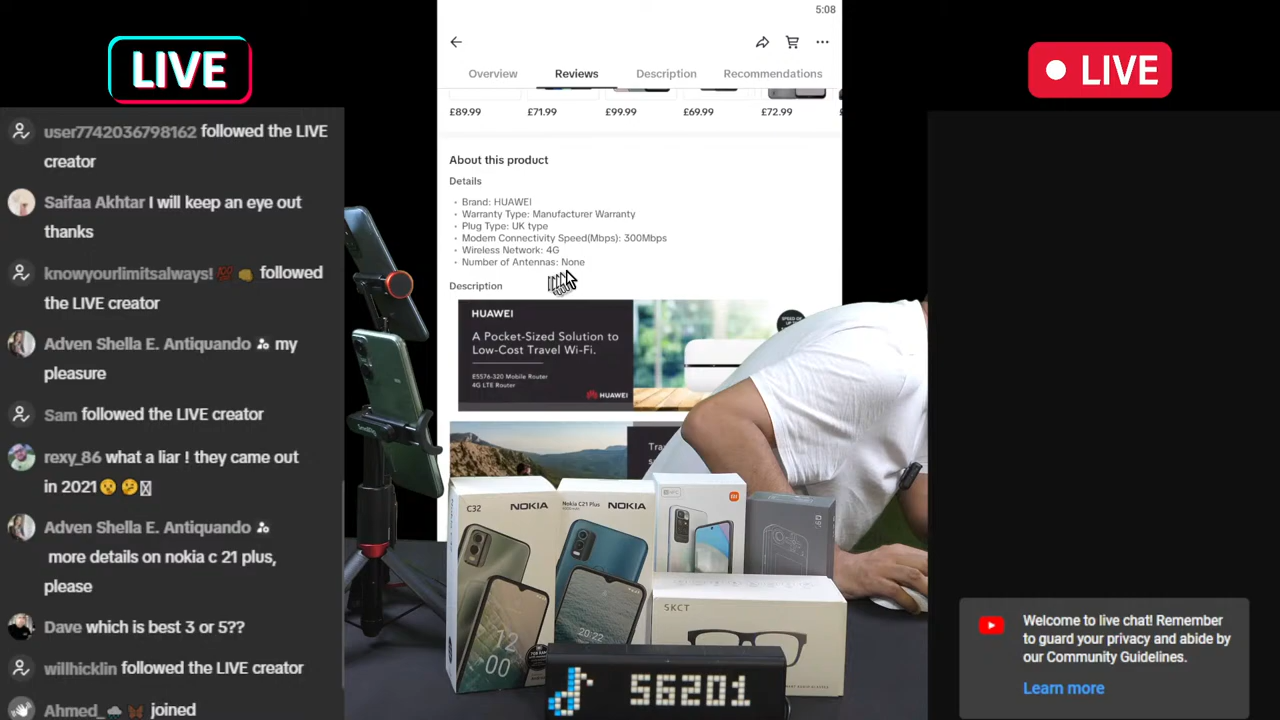 LIVE
user7742036798162 followed the LIVE
creator
Saifaa Akhtar I will keep an eye out
thanks
knowyourlimitsalways! 💯 👊 followed
the LIVE creator
Adven Shella E. Antiquando my
pleasure
Sam followed the LIVE creator
rexy_86 what a liar ! they came out
in 2021😮 🤔
Adven Shella E. Antiquando
more details on nokia c 21 plus,
please
Dave which is best 3 or 5??
willhicklin followed the LIVE creator
Ahmed_ joined
5:08
Overview Reviews Description Recommendations
£89.99 £71.99 £99.99 £69.99 £72.99
About this product
Details
• Brand: HUAWEI
• Warranty Type: Manufacturer Warranty
• Plug Type: UK type
• Modem Connectivity Speed(Mbps): 300Mbps
• Wireless Network: 4G
• Number of Antennas: None
Description
HUAWEI
A Pocket-Sized Solution to
Low-Cost Travel Wi-Fi.
E5576-320 Mobile Router
4G LTE Router
HUAWEI
SPEED OF
UP TO
Tra
C32 NOKIA
12
00
Nokia C21 Plus NOKIA
20:22
SKCT
56201
LIVE
Welcome to live chat! Remember
to guard your privacy and abide by
our Community Guidelines.
Learn more